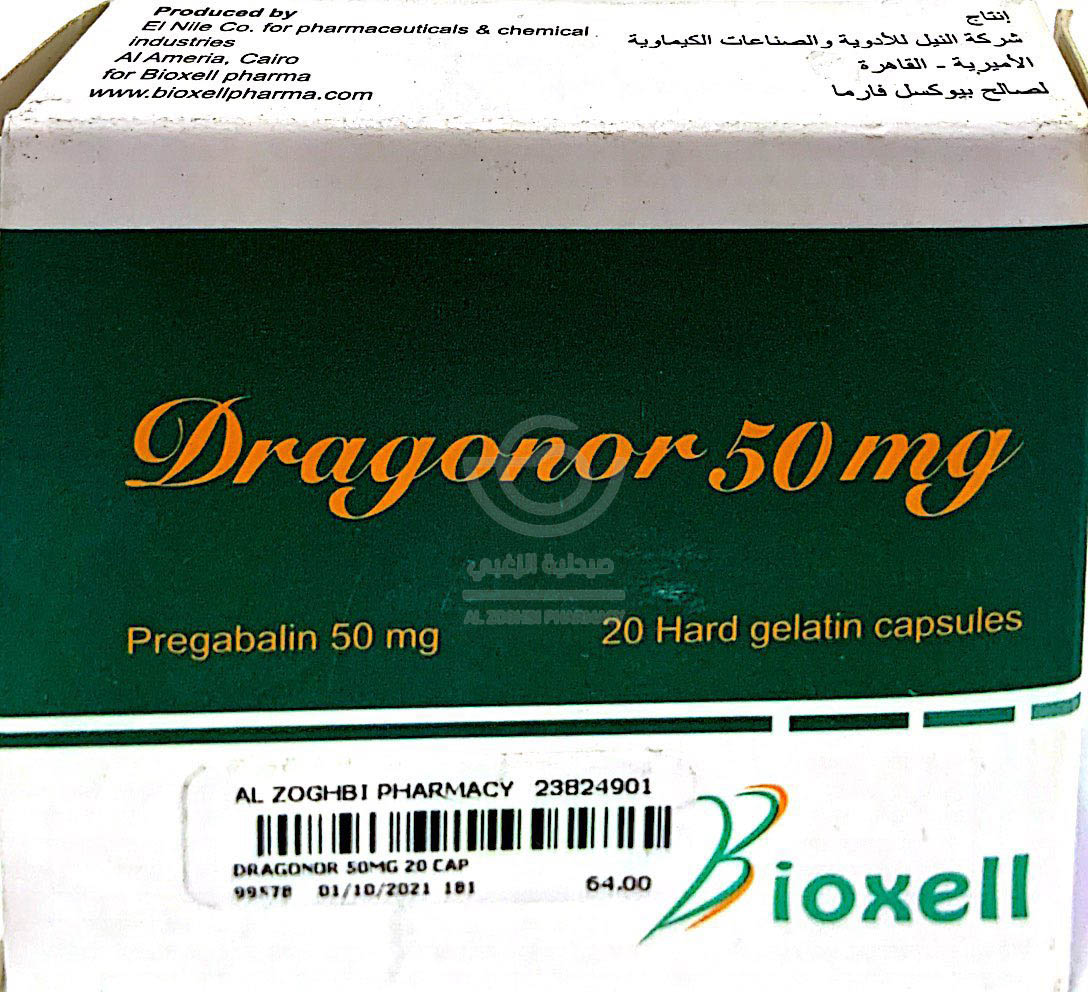 Produced by
El Nile Co. for pharmaceuticals & chemical
industries
Al Ameria, Cairo
for Bioxell pharma
www.bioxellpharma.com
إنتاج
شركة النيل للأدوية والصناعات الكيماوية
الأميرية - القاهرة
لصالح بيوكسل فارما
Dragonor 50 mg
صيدلية الزغبي
AL ZOGHBI PHARMACY
Pregabalin 50 mg
20 Hard gelatin capsules
AL ZOGHBI PHARMACY 23824901
DRAGONOR 50MG 20 CAP
99578 01/10/2021 181 64.00
Bioxell